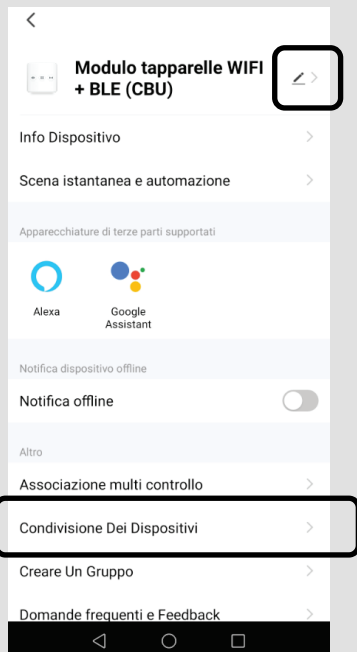 Modulo tapparelle WIFI
+ BLE (CBU)
Info Dispositivo
Scena istantanea e automazione
Apparecchiature di terze parti supportati
Alexa
Google
Assistant
Notifica dispositivo offline
Notifica offline
Altro
Associazione multi controllo
Condivisione Dei Dispositivi
Creare Un Gruppo
Domande frequenti e Feedback